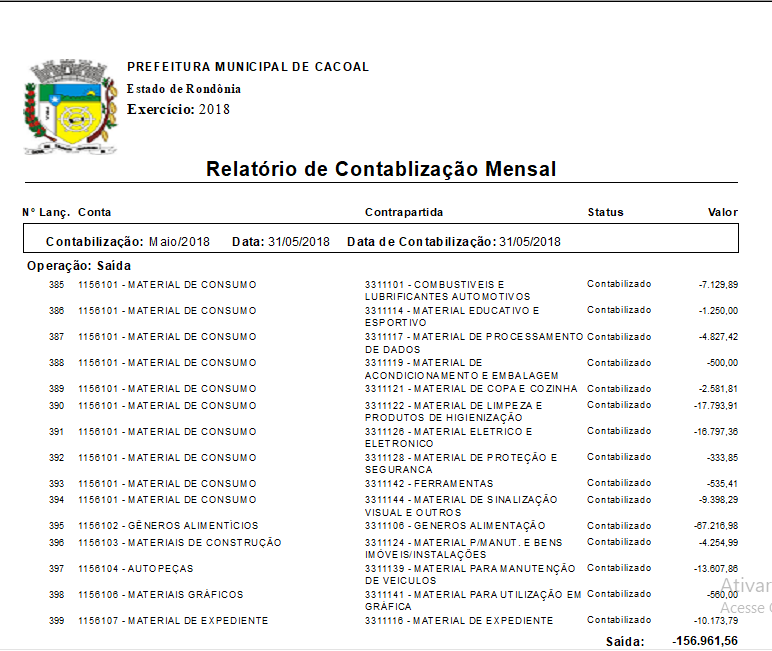 PREFEITURA MUNICIPAL DE CACOAL
Estado de Rondônia
Exercício: 2018
Relatório de Contablização Mensal
N° Lanç. Conta Contrapartida Status Valor
Contabilização: Maio/2018 Data: 31/05/2018 Data de Contabilização: 31/05/2018
Operação: Saída
385 1156101 - MATERIAL DE CONSUMO 3311101 - COMBUSTIVEIS E Contabilizado -7.129,89
LUBRIFICANTES AUTOMOTIVOS
386 1156101 - MATERIAL DE CONSUMO 3311114 - MATERIAL EDUCATIVO E Contabilizado -1.250,00
ESPORTIVO
387 1156101 - MATERIAL DE CONSUMO 3311117 - MATERIAL DE PROCESSAMENTO Contabilizado -4.827,42
DE DADOS
388 1156101 - MATERIAL DE CONSUMO 3311119 - MATERIAL DE Contabilizado -500,00
ACONDICIONAMENTO E EMBALAGEM
389 1156101 - MATERIAL DE CONSUMO 3311121 - MATERIAL DE COPA E COZINHA Contabilizado -2.581,81
390 1156101 - MATERIAL DE CONSUMO 3311122 - MATERIAL DE LIMPEZA E Contabilizado -17.793,91
PRODUTOS DE HIGIENIZAÇÃO
391 1156101 - MATERIAL DE CONSUMO 3311126 - MATERIAL ELETRICO E Contabilizado -16.797,36
ELETRONICO
392 1156101 - MATERIAL DE CONSUMO 3311128 - MATERIAL DE PROTEÇÃO E Contabilizado -333,85
SEGURANCA
393 1156101 - MATERIAL DE CONSUMO 3311142 - FERRAMENTAS Contabilizado -535,41
394 1156101 - MATERIAL DE CONSUMO 3311144 - MATERIAL DE SINALIZAÇÃO Contabilizado -9.398,29
VISUAL E OUTROS
395 1156102 - GÊNEROS ALIMENTÍCIOS 3311106 - GENEROS ALIMENTAÇÃO Contabilizado -67.216,98
396 1156103 - MATERIAIS DE CONSTRUÇÃO 3311124 - MATERIAL P/MANUT. E BENS Contabilizado -4.254,99
IMÓVEIS/INSTALAÇÕES
397 1156104 - AUTOPEÇAS 3311139 - MATERIAL PARA MANUTENÇÃO Contabilizado -13.607,86
DE VEICULOS
398 1156106 - MATERIAIS GRÁFICOS 3311141 - MATERIAL PARA UTILIZAÇÃO EM Contabilizado -560,00
GRÁFICA
399 1156107 - MATERIAL DE EXPEDIENTE 3311116 - MATERIAL DE EXPEDIENTE Contabilizado -10.173,79
Saída: -156.961,56
Ativar
Acesse